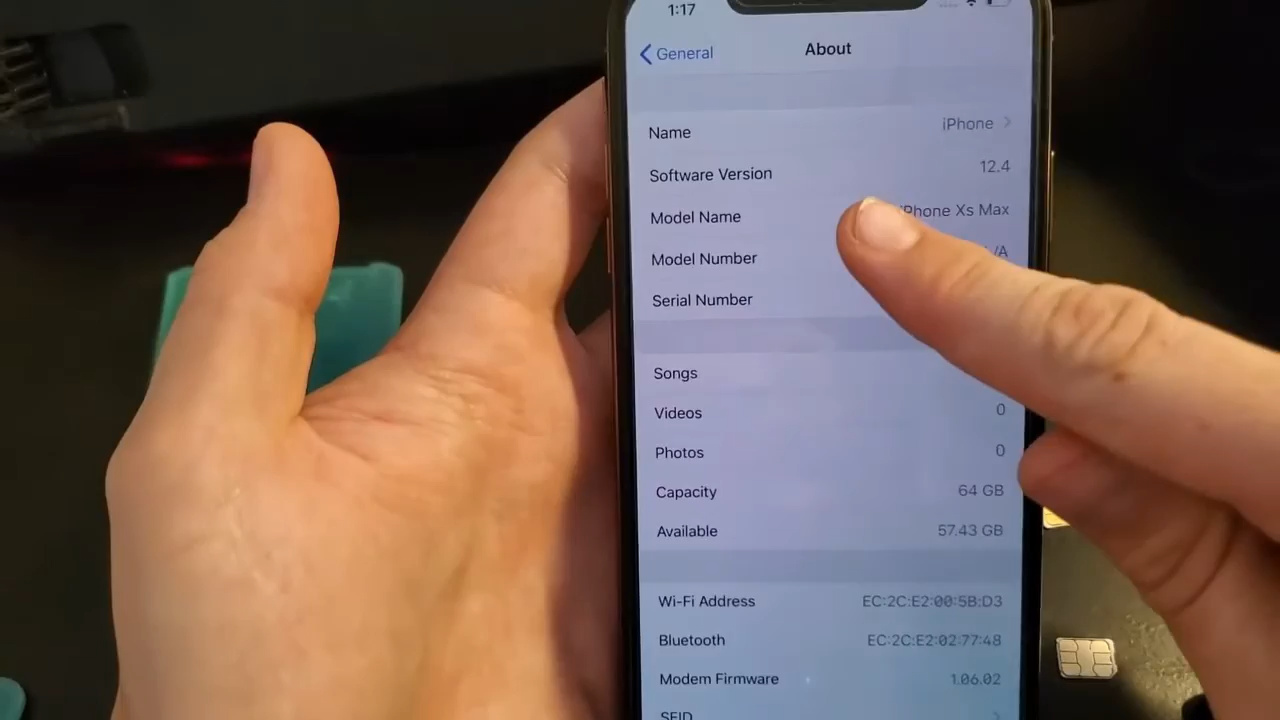 1:17
General
About
Name iPhone
Software Version 12.4
Model Name iPhone Xs Max
Model Number /A
Serial Number
Songs
Videos 0
Photos 0
Capacity 64 GB
Available 57.43 GB
Wi-Fi Address EC:2C:E2:00:5B:D3
Bluetooth EC:2C:E2:02:77:48
Modem Firmware 1.06.02
SEID